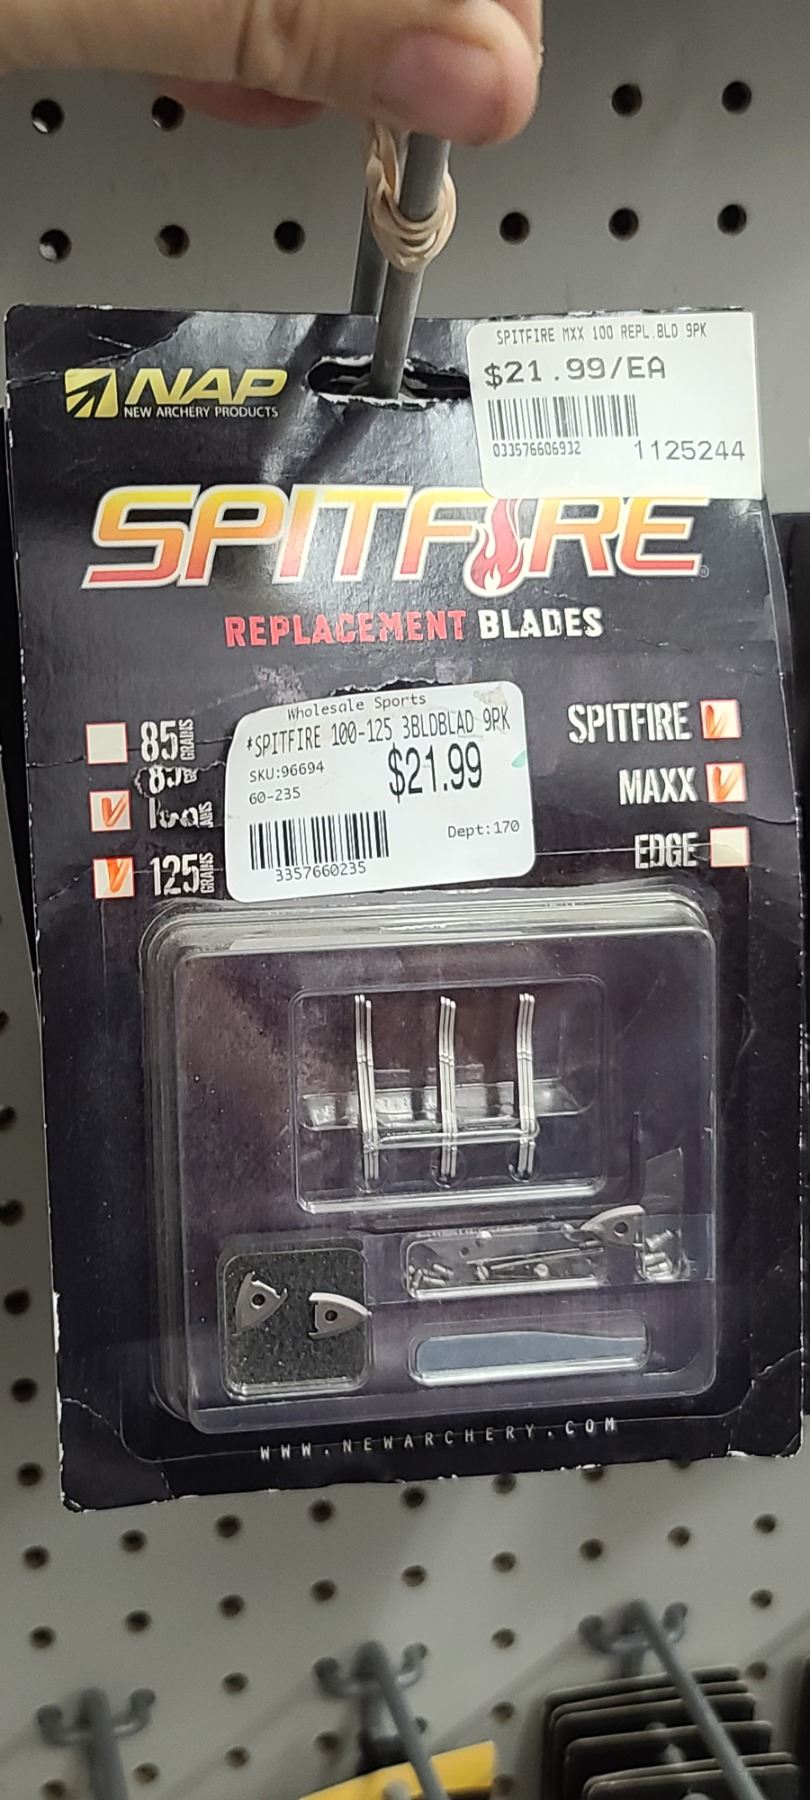 SPITFIRE MXX 100 REPL.BLD 9PK
$21.99/EA
033576606932
1125244
NAP
NEW ARCHERY PRODUCTS
SPITFIRE
REPLACEMENT BLADES
Wholesale Sports
*SPITFIRE 100-125 3BLDBLAD 9PK
SKU:96694
$21.99
60-235
Dept:170
3357660235
85 GRAINS
125 GRAINS
SPITFIRE
MAXX
EDGE
WWW.NEWARCHERY.COM